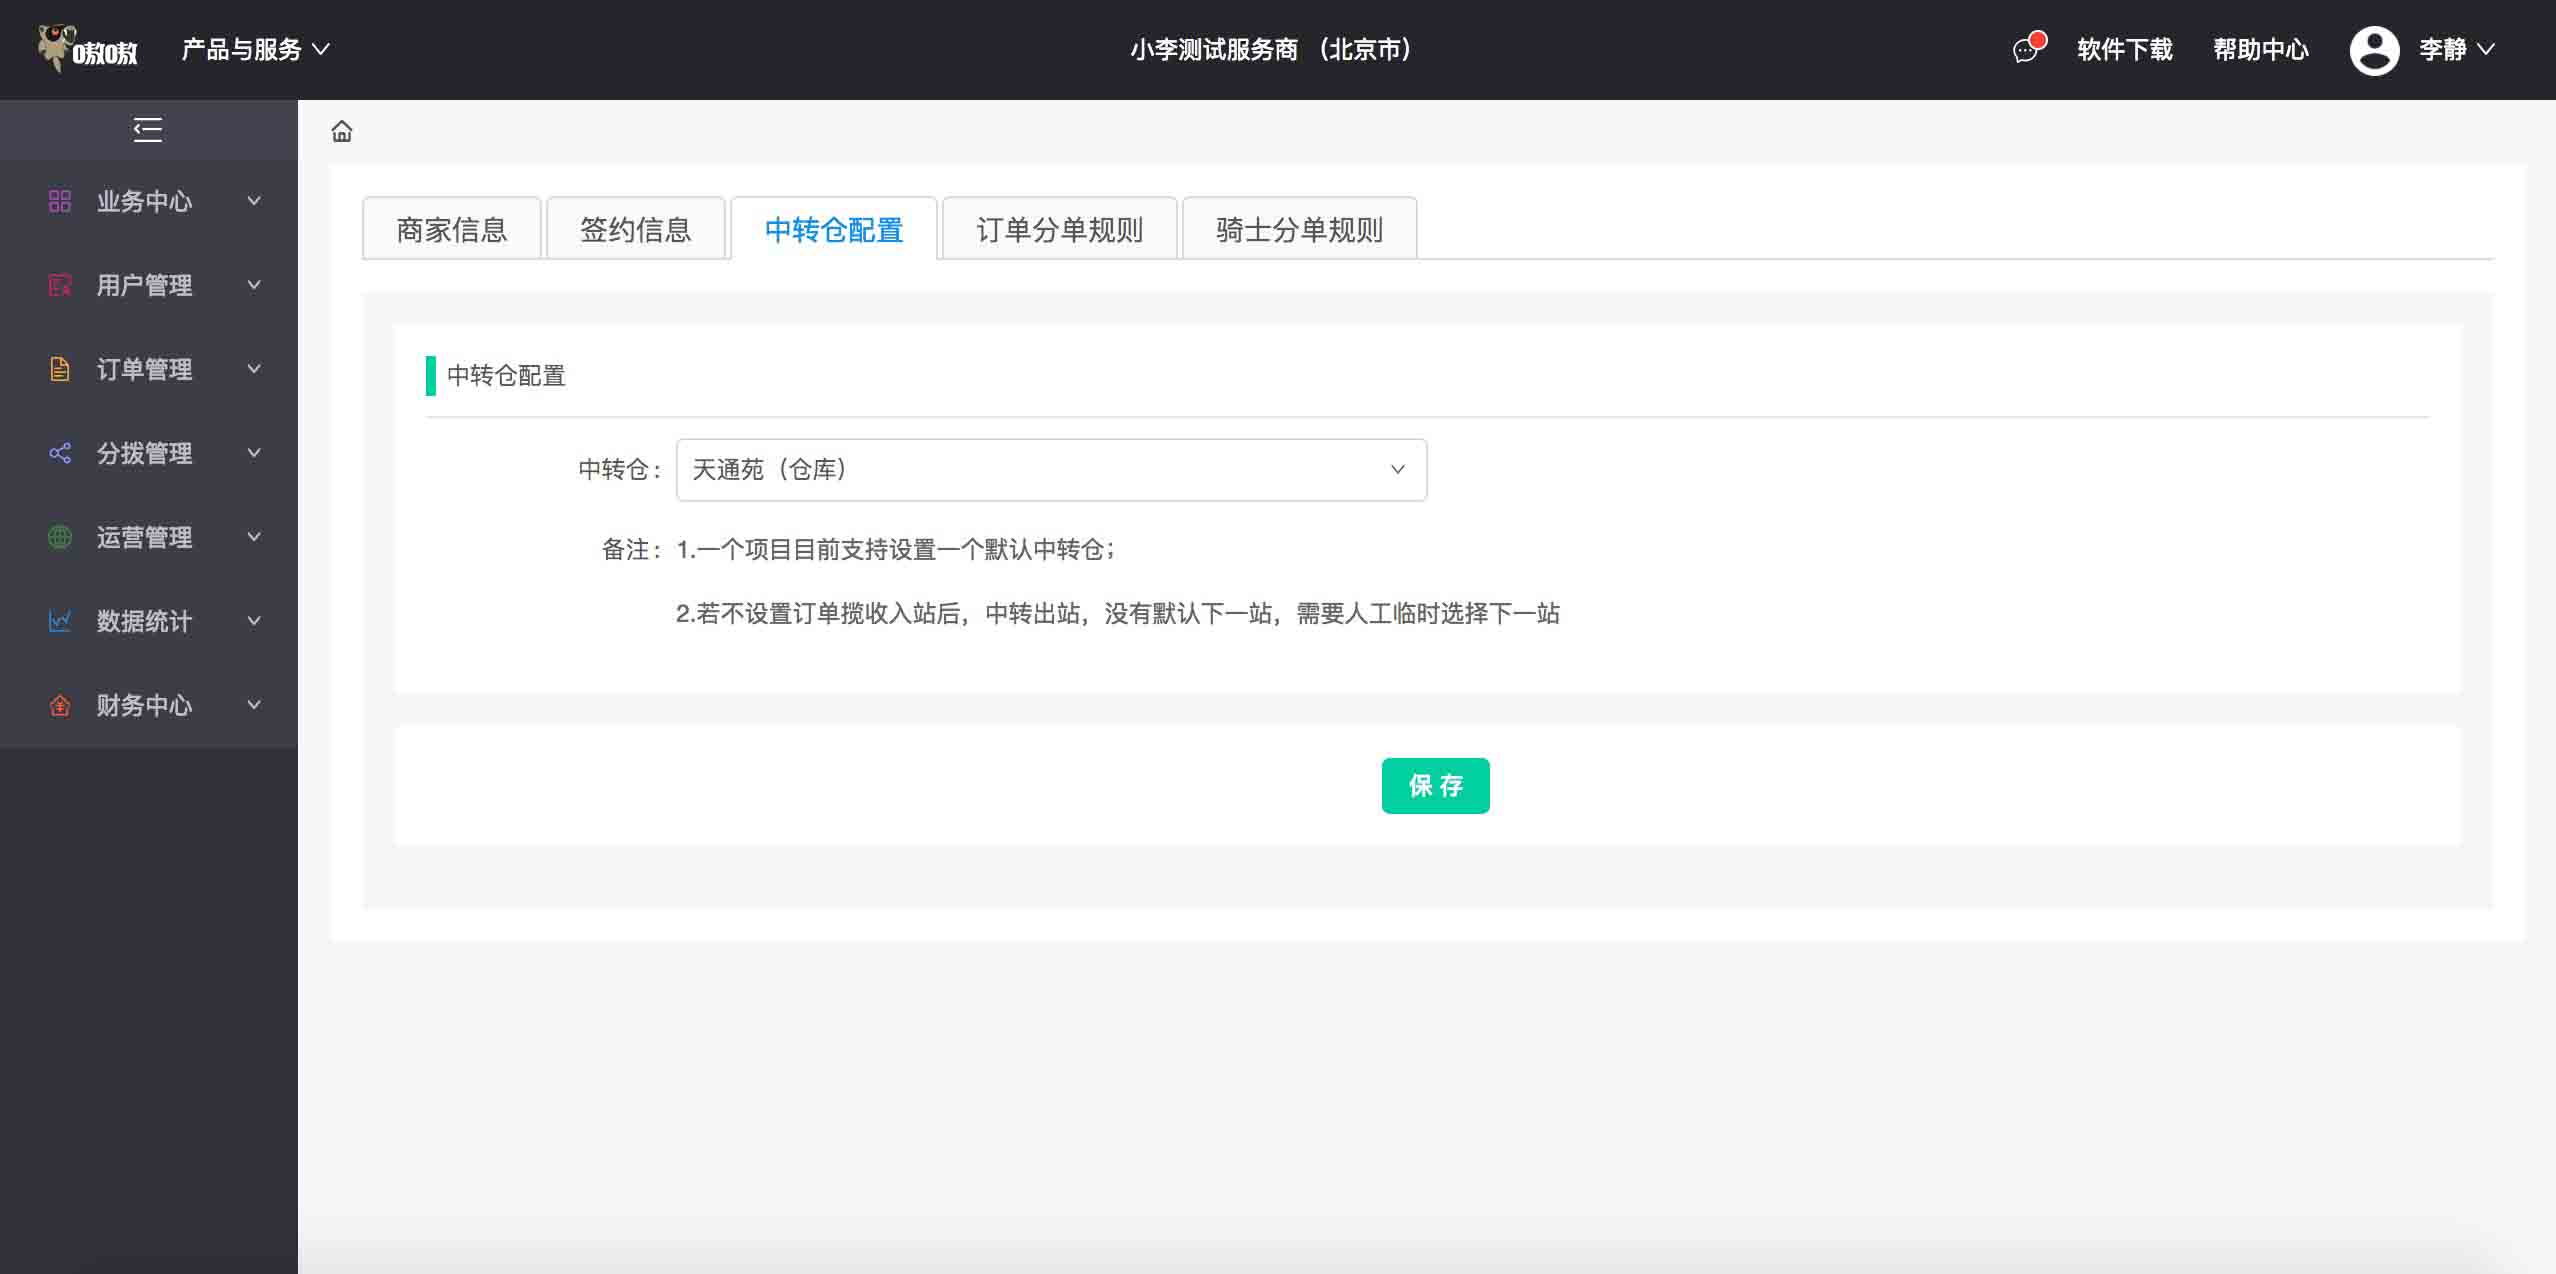 嗷嗷
产品与服务
小李测试服务商 （北京市）
软件下载
帮助中心
李静
业务中心
用户管理
订单管理
分拨管理
运营管理
数据统计
财务中心
商家信息
签约信息
中转仓配置
订单分单规则
骑士分单规则
中转仓配置
中转仓：
天通苑（仓库）
备注：
1.一个项目目前支持设置一个默认中转仓；
2.若不设置订单揽收入站后，中转出站，没有默认下一站，需要人工临时选择下一站
保 存